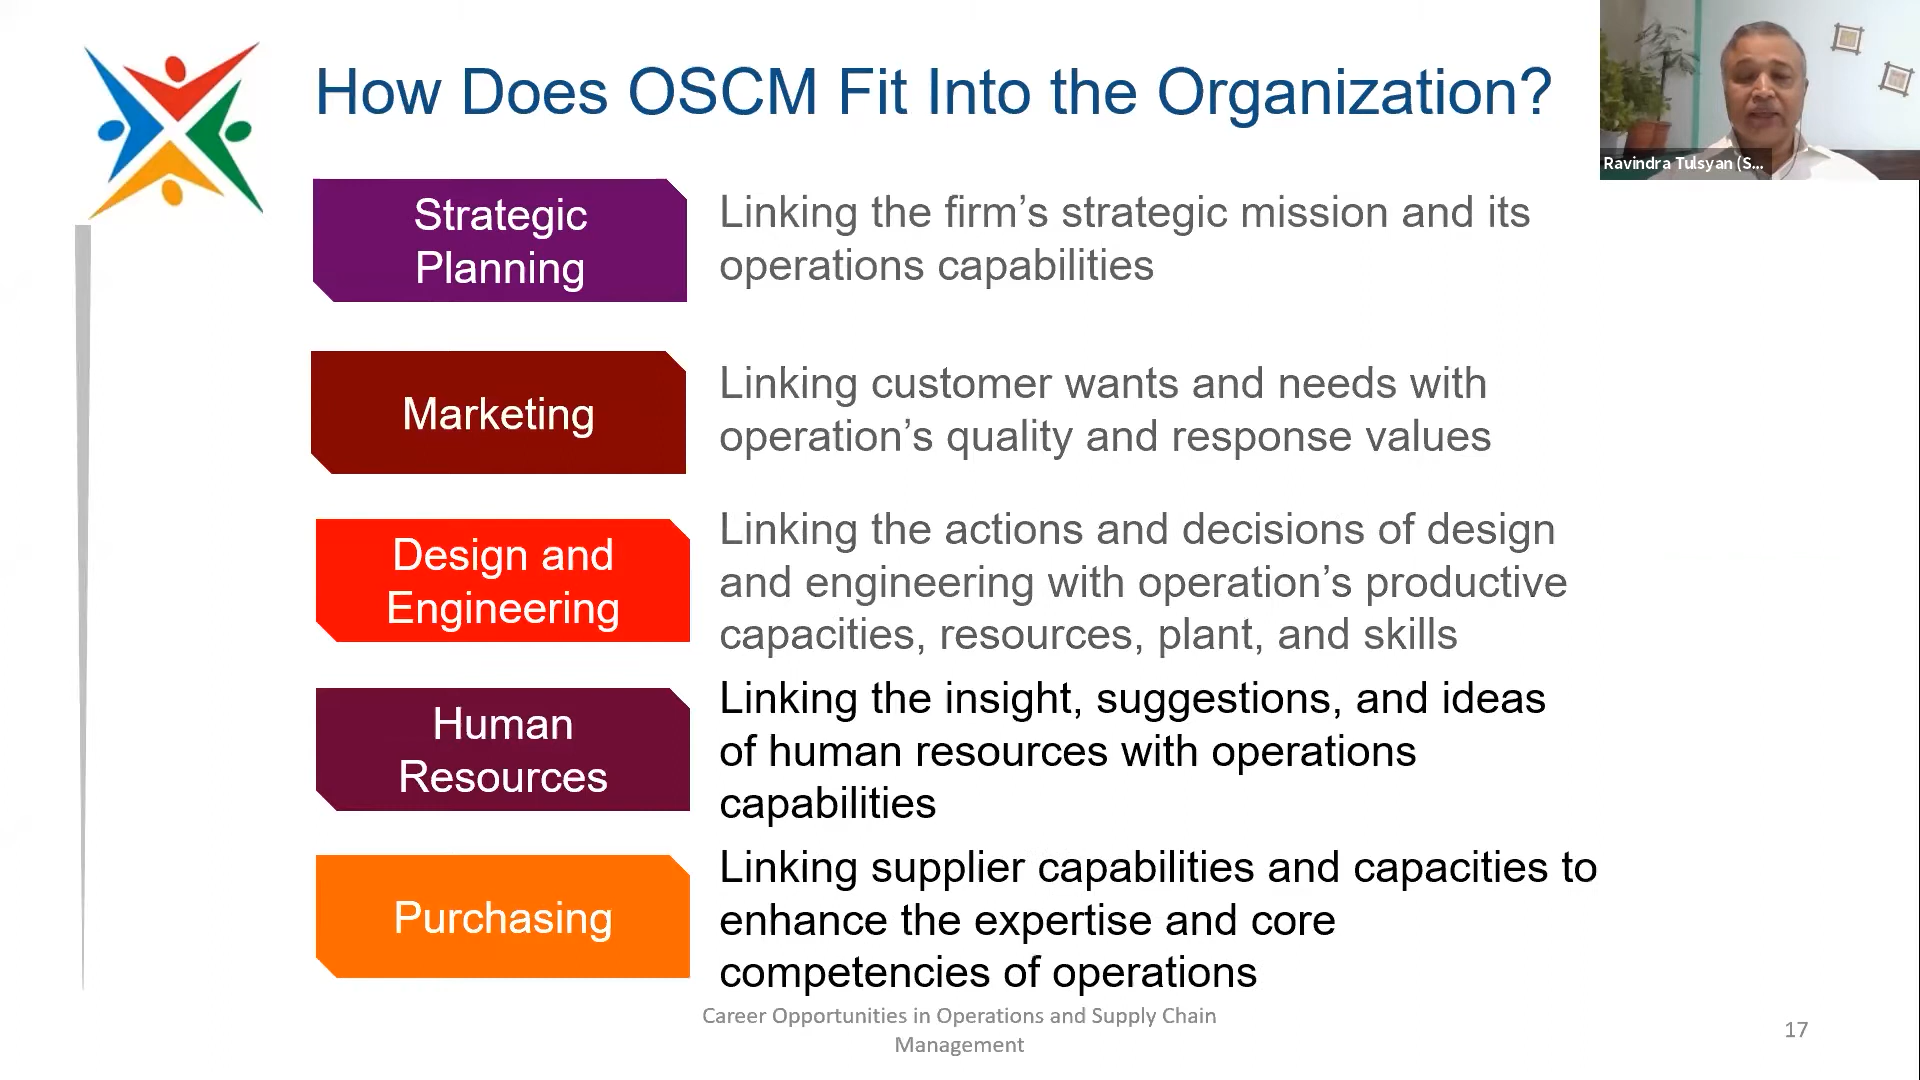 How Does OSCM Fit Into the Organization?
Ravindra Tulsyan (S...
Strategic
Planning
Linking the firm’s strategic mission and its
operations capabilities
Marketing
Linking customer wants and needs with
operation’s quality and response values
Design and
Engineering
Linking the actions and decisions of design
and engineering with operation’s productive
capacities, resources, plant, and skills
Human
Resources
Linking the insight, suggestions, and ideas
of human resources with operations
capabilities
Purchasing
Linking supplier capabilities and capacities to
enhance the expertise and core
competencies of operations
Career Opportunities in Operations and Supply Chain
Management
17